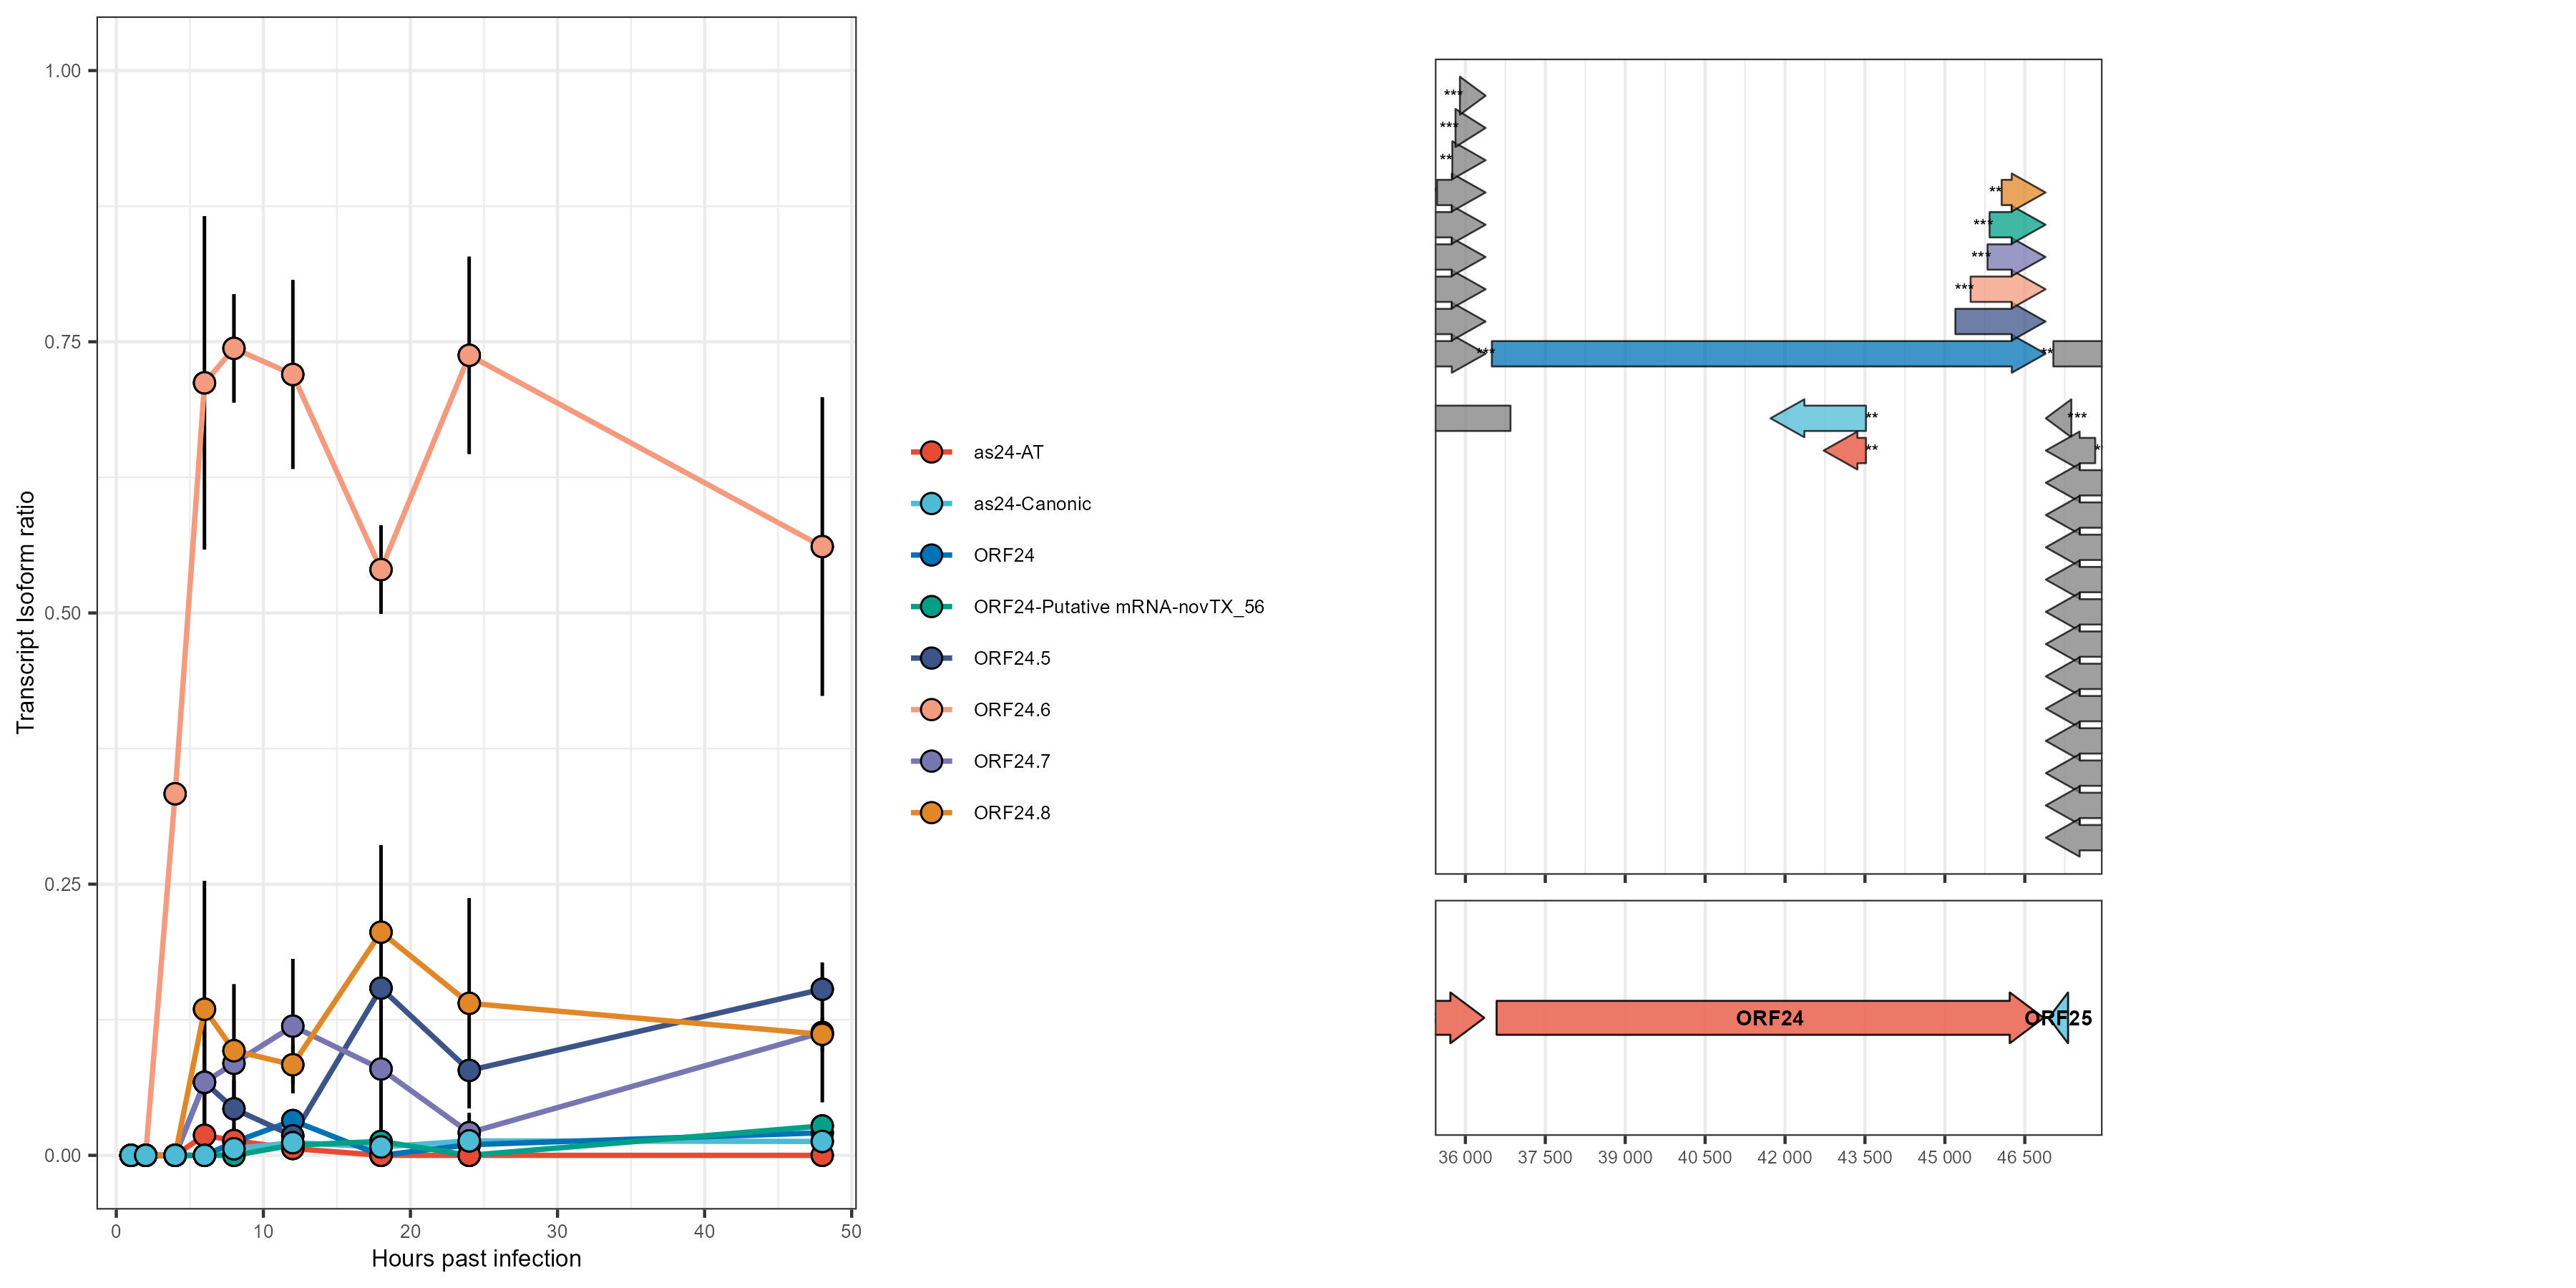 1.00
0.75
0.50
0.25
0.00
Transcript Isoform ratio
0 10 20 30 40 50
Hours past infection
as24-AT
as24-Canonic
ORF24
ORF24-Putative mRNA-novTX_56
ORF24.5
ORF24.6
ORF24.7
ORF24.8
***
***
**
**
***
***
***
*** **
** ***
** *
ORF24 ORF25
36 000 37 500 39 000 40 500 42 000 43 500 45 000 46 500